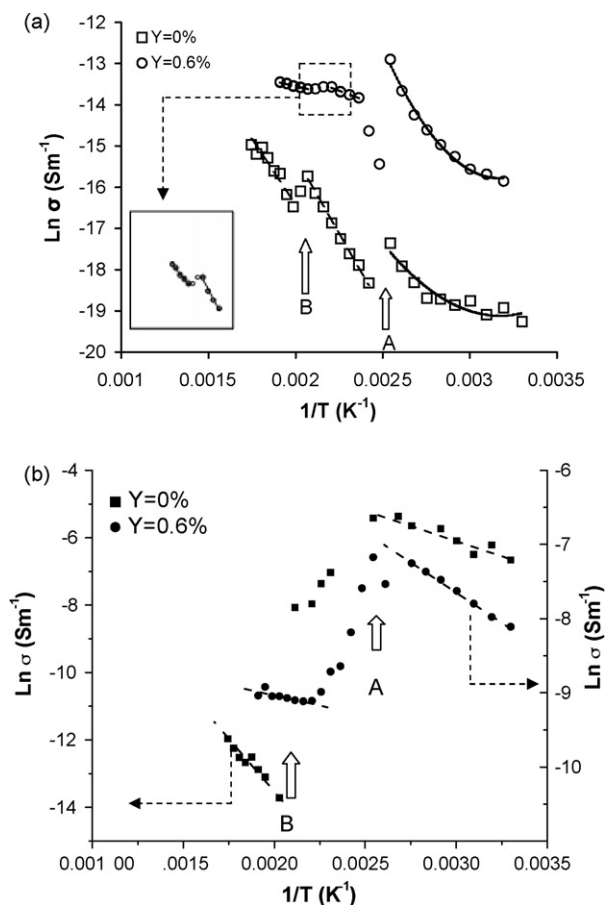 (a)
Y=0%
Y=0.6%
Ln σ (Sm⁻¹)
-12
-13
-14
-15
-16
-17
-18
-19
-20
B
A
0.001 0.0015 0.002 0.0025 0.003 0.0035
1/T (K⁻¹)
(b)
Y=0%
Y=0.6%
Ln σ (Sm⁻¹)
-4
-6
-8
-10
-12
-14
-6
-7
-8
-9
-10
Ln σ (Sm⁻¹)
A
B
0.001 00 .0015 0.0020 0.0025 0.0030 0.0035
1/T (K⁻¹)